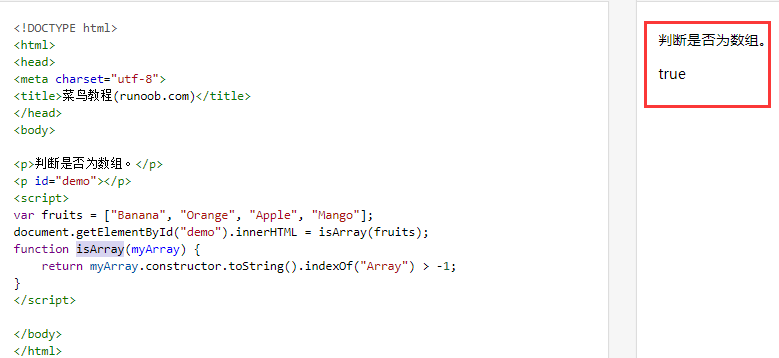 <!DOCTYPE html>
<html>
<head>
<meta charset="utf-8">
<title>菜鸟教程(runoob.com)</title>
</head>
<body>
<p>判断是否为数组。</p>
<p id="demo"></p>
<script>
var fruits = ["Banana", "Orange", "Apple", "Mango"];
document.getElementById("demo").innerHTML = isArray(fruits);
function isArray(myArray) {
    return myArray.constructor.toString().indexOf("Array") > -1;
}
</script>
</body>
</html>
判断是否为数组。
true